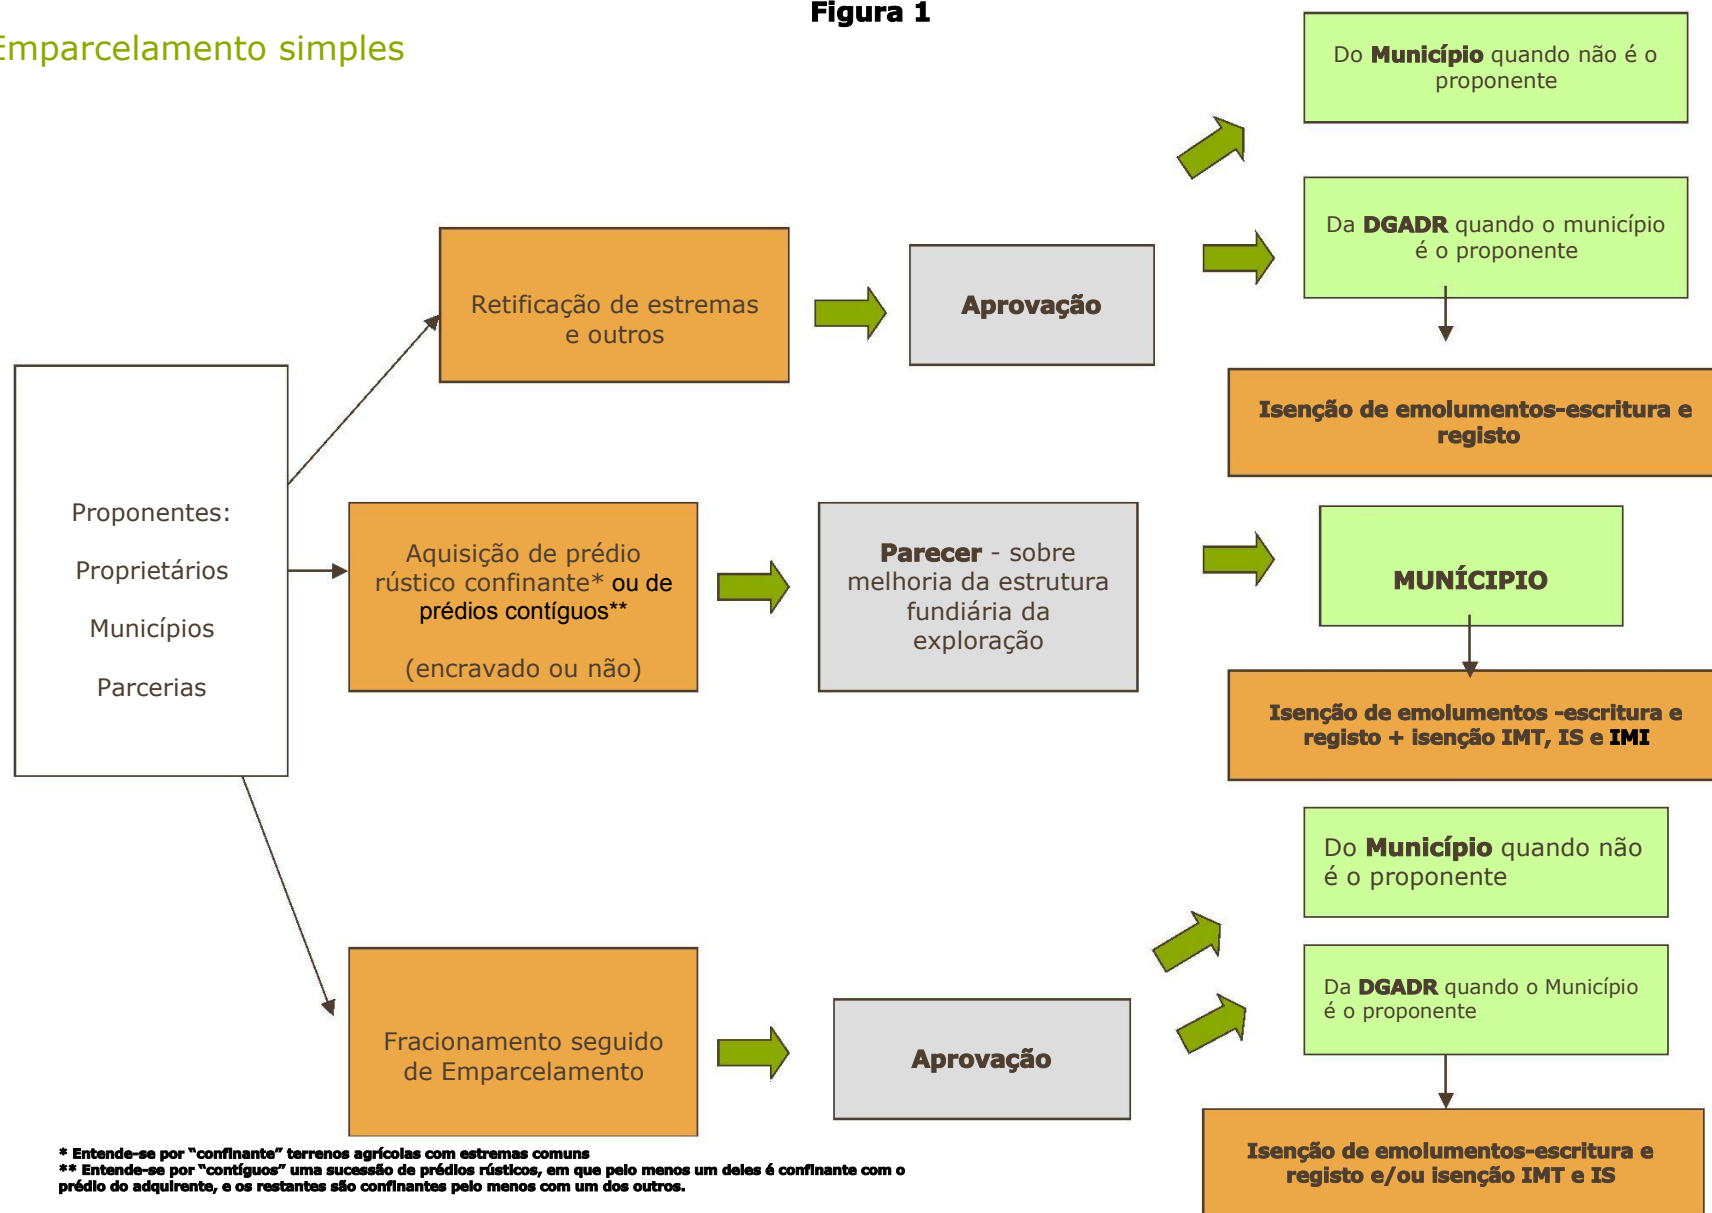 Figura 1
Emparcelamento simples
Do Município quando não é o
proponente
Da DGADR quando o município
é o proponente
Retificação de estremas
e outros
Aprovação
Isenção de emolumentos-escritura e
registo
Proponentes:
Proprietários
Municípios
Parcerias
Aquisição de prédio
rústico confinante* ou de
prédios contíguos**
(encravado ou não)
Parecer - sobre
melhoria da estrutura
fundiária da
exploração
MUNÍCIPIO
Isenção de emolumentos -escritura e
registo + isenção IMT, IS e IMI
Do Município quando não
é o proponente
Da DGADR quando o Município
é o proponente
Fracionamento seguido
de Emparcelamento
Aprovação
Isenção de emolumentos-escritura e
registo e/ou isenção IMT e IS
* Entende-se por “confinante” terrenos agrícolas com estremas comuns
** Entende-se por “contíguos” uma sucessão de prédios rústicos, em que pelo menos um deles é confinante com o
prédio do adquirente, e os restantes são confinantes pelo menos com um dos outros.